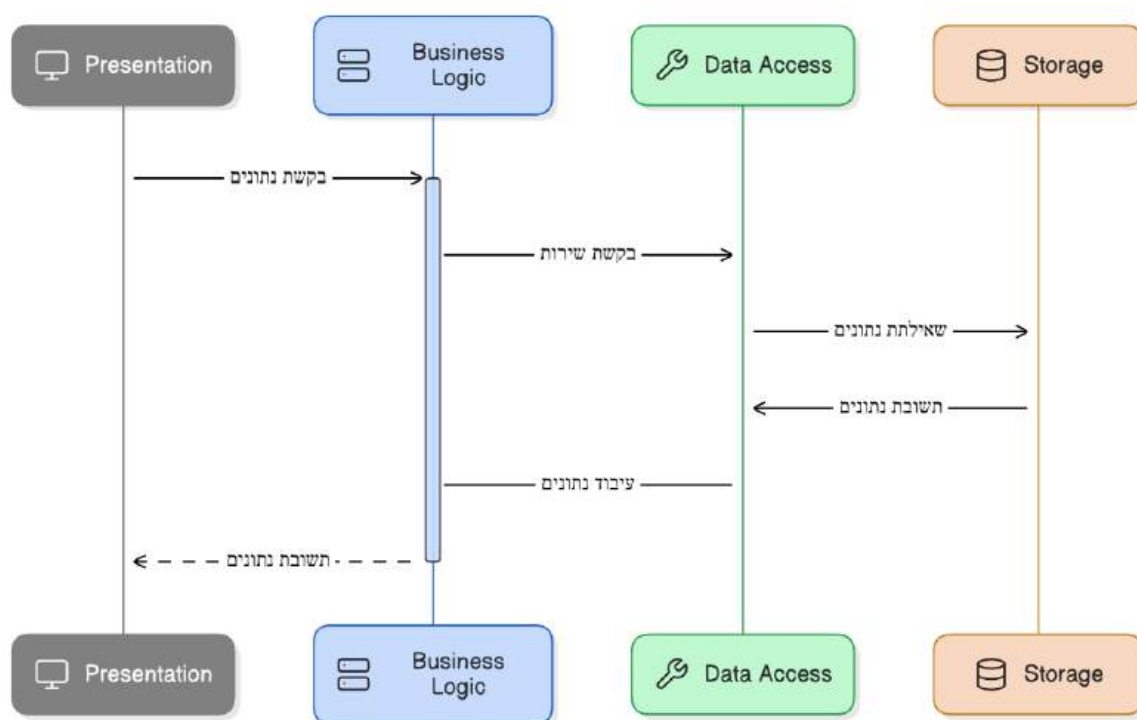 Presentation
Business
Logic
Data Access
Storage
בקשת נתונים
בקשת שירות
שאילתת נתונים
תשובת נתונים
עיבוד נתונים
תשובת נתונים
Presentation
Business
Logic
Data Access
Storage